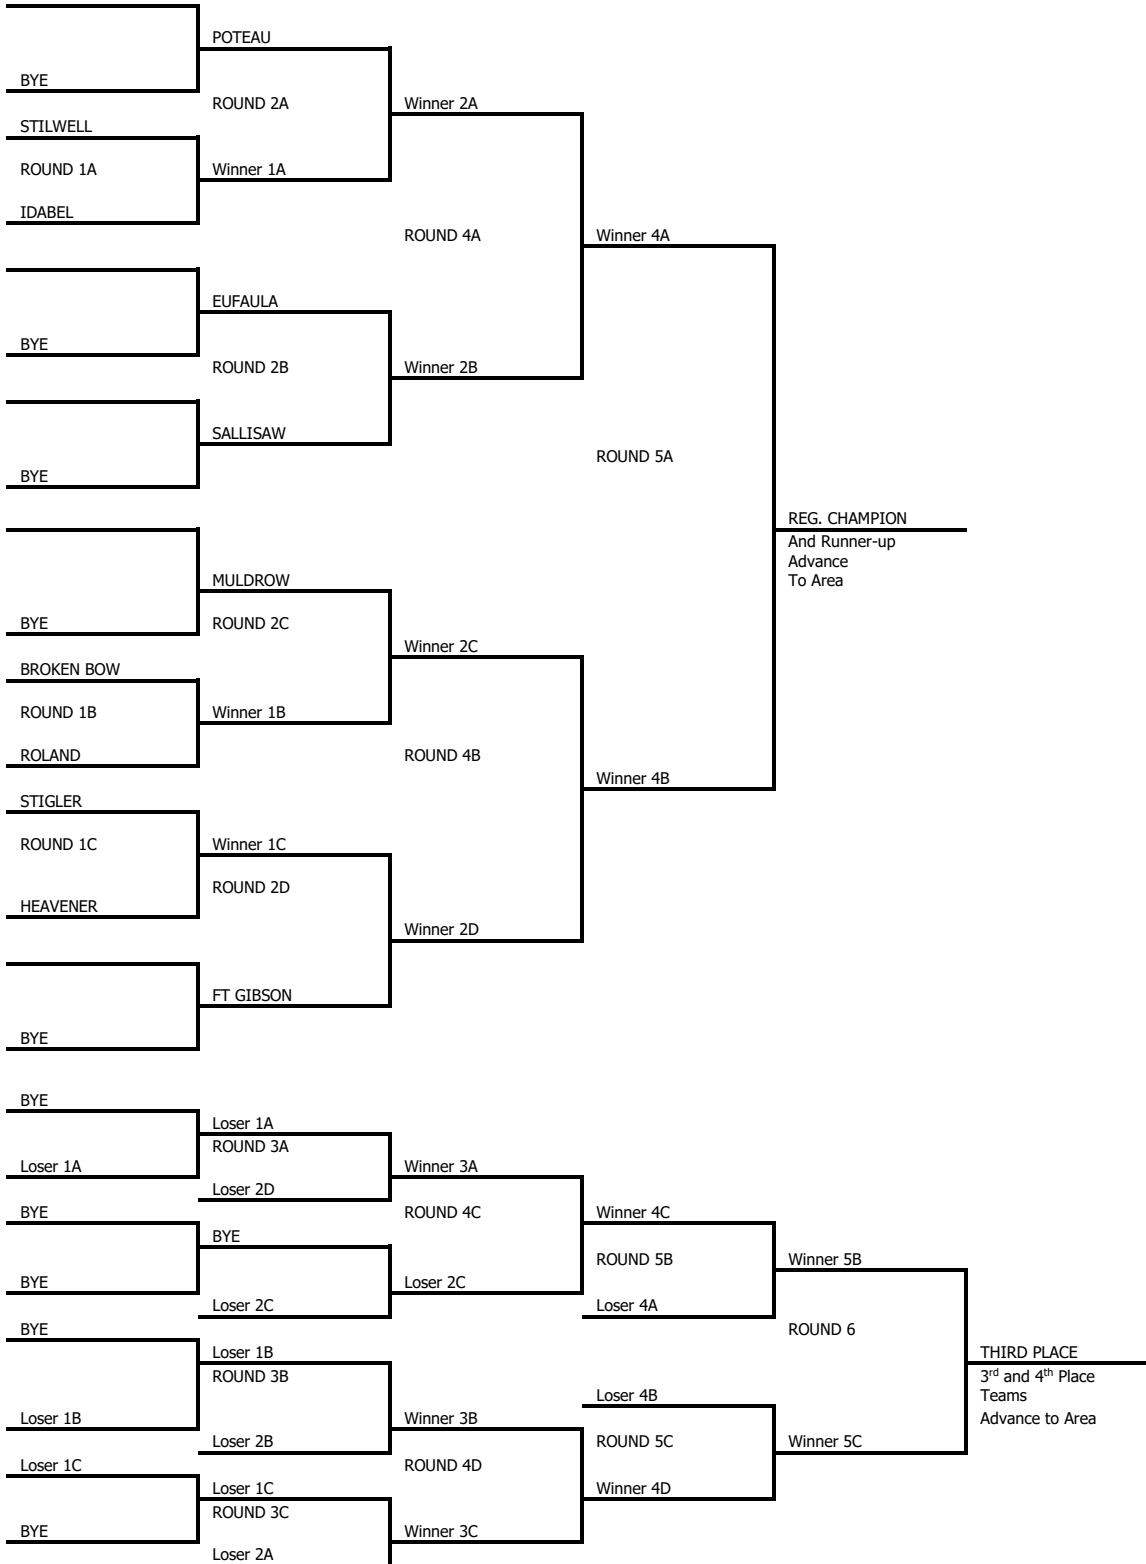 POTEAU
BYE
ROUND 2A
Winner 2A
STILWELL
ROUND 1A
Winner 1A
IDABEL
ROUND 4A
Winner 4A
EUFAULA
BYE
ROUND 2B
Winner 2B
SALLISAW
ROUND 5A
BYE
REG. CHAMPION
And Runner-up
Advance
To Area
MULDROW
BYE
ROUND 2C
Winner 2C
BROKEN BOW
ROUND 1B
Winner 1B
ROLAND
ROUND 4B
Winner 4B
STIGLER
ROUND 1C
Winner 1C
ROUND 2D
HEAVENER
Winner 2D
FT GIBSON
BYE
BYE
Loser 1A
ROUND 3A
Loser 1A
Winner 3A
Loser 2D
BYE
ROUND 4C
Winner 4C
BYE
ROUND 5B
Winner 5B
BYE
Loser 2C
Loser 2C
Loser 4A
BYE
ROUND 6
Loser 1B
THIRD PLACE
ROUND 3B
3rd and 4th Place
Teams
Loser 4B
Loser 1B
Winner 3B
Advance to Area
Loser 2B
ROUND 5C
Winner 5C
Loser 1C
ROUND 4D
Loser 1C
Winner 4D
ROUND 3C
BYE
Winner 3C
Loser 2A